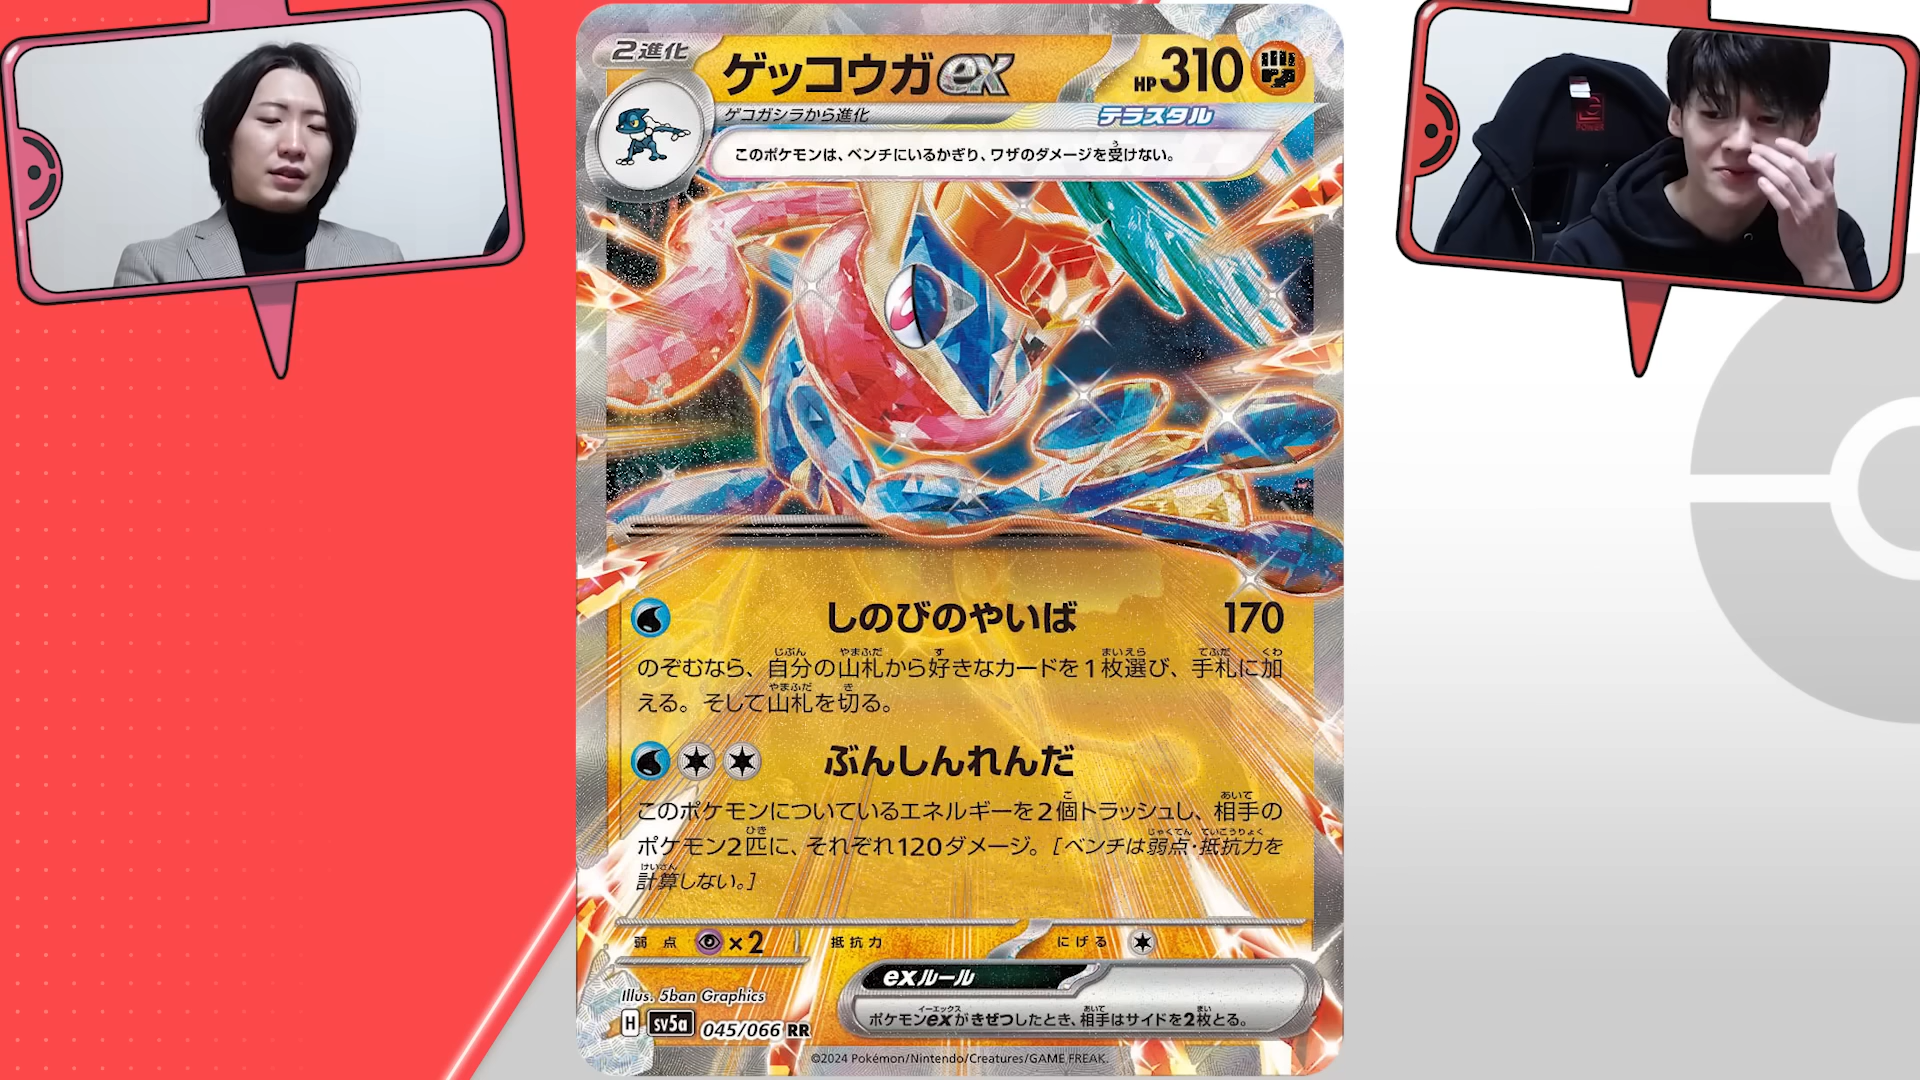 2進化
ゲッコウガex
HP310
ゲコガシラから進化
テラスタル
このポケモンは、ベンチにいるかぎり、ワザのダメージを受けない。
しのびのやいば 170
のぞむなら、自分の山札から好きなカードを1枚選び、手札に加
える。そして山札を切る。
ぶんしんれんだ
このポケモンについているエネルギーを2個トラッシュし、相手の
ポケモン2匹に、それぞれ120ダメージ。[ベンチは弱点・抵抗力を
計算しない。]
弱点 ×2 抵抗力 にげる
exルール
ポケモンexがきぜつしたとき、相手はサイドを2枚とる。
Illus. 5ban Graphics
H sv5a 045/066 RR
©2024 Pokémon/Nintendo/Creatures/GAME FREAK.